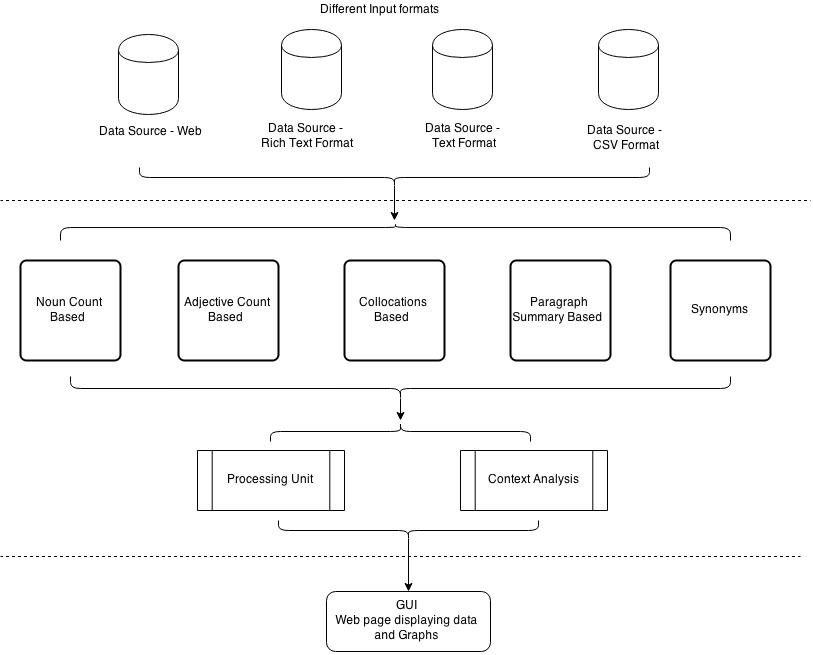 Different Input formats
Data Source - Web
Data Source -
Rich Text Format
Data Source -
Text Format
Data Source -
CSV Format
Noun Count
Based
Adjective Count
Based
Collocations
Based
Paragraph
Summary Based
Synonyms
Processing Unit
Context Analysis
GUI
Web page displaying data
and Graphs